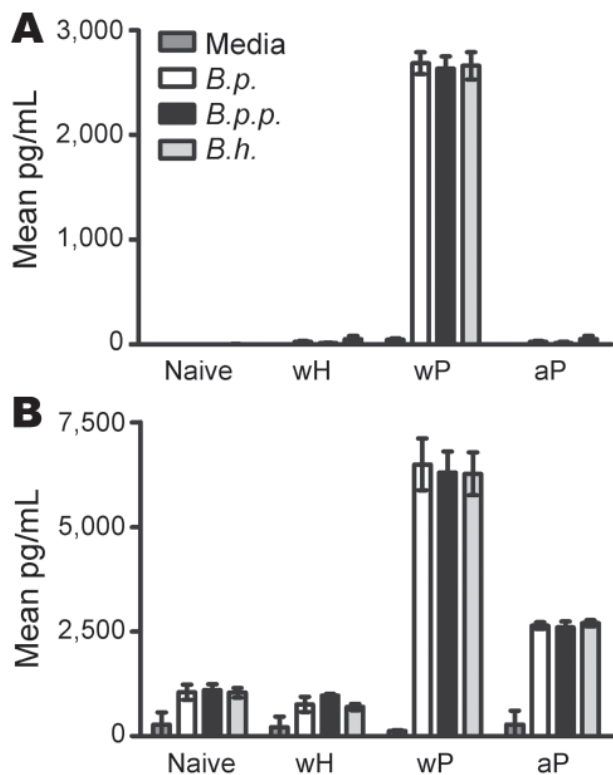 A
Mean pg/mL
3,000
2,000
1,000
0
Media
B.p.
B.p.p.
B.h.
Naive wH wP aP
B
Mean pg/mL
7,500
5,000
2,500
0
Naive wH wP aP